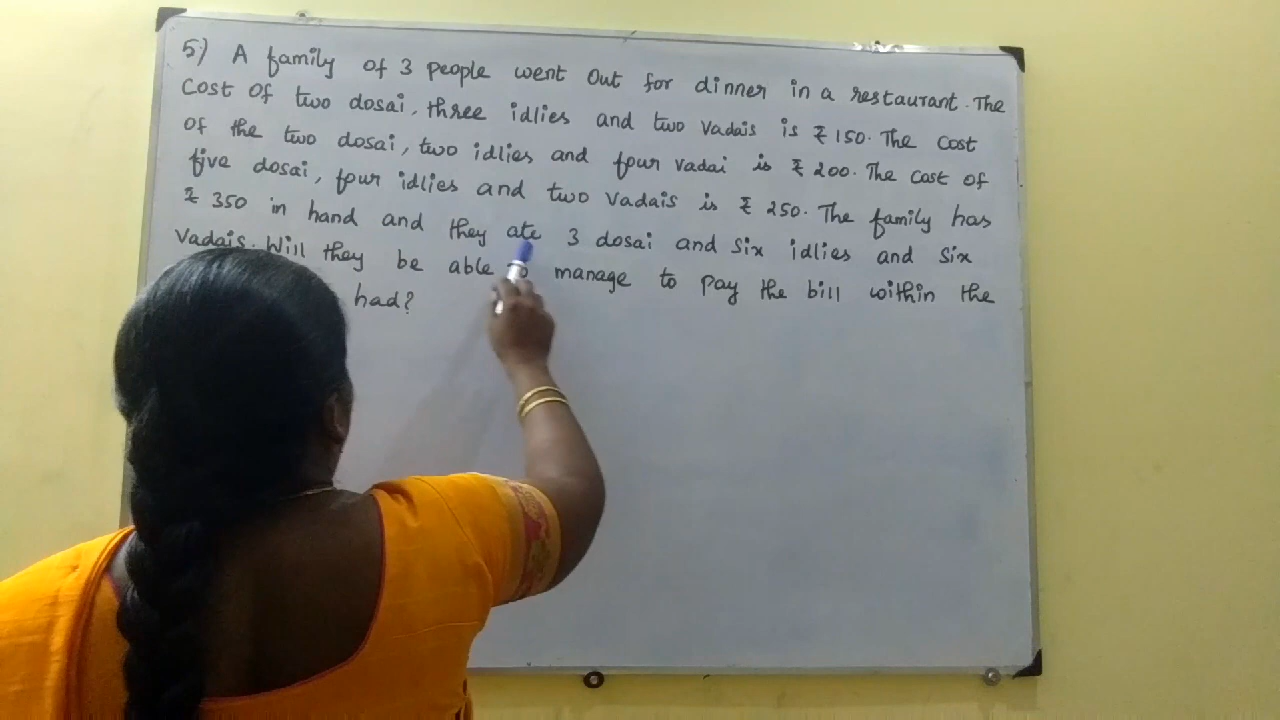 5) A family of 3 people went Out for dinner in a restaurant. The
Cost Of two dosai, three idlies and two Vadais is ₹ 150. The Cost
of the two dosai, two idlies and four vadai is ₹ 200. The Cost of
five dosai, four idlies and two Vadais is ₹ 250. The family has
₹ 350 in hand and they ate 3 dosai and Six idlies and Six
Vadais. Will they be able manage to pay the bill within the
had?